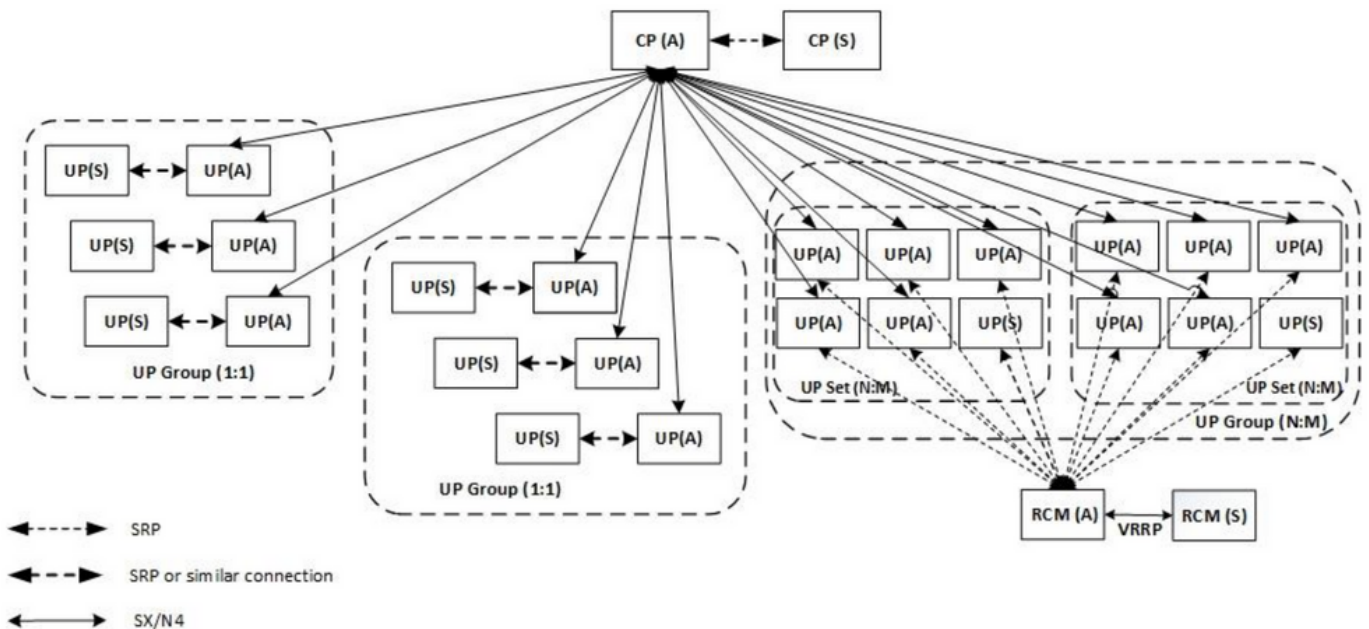 CP (A)
CP (S)
UP(S)
UP(A)
UP(S)
UP(A)
UP(S)
UP(A)
UP Group (1:1)
UP(S)
UP(A)
UP(S)
UP(A)
UP(S)
UP(A)
UP Group (1:1)
UP(A)
UP(A)
UP(A)
UP(A)
UP(A)
UP(S)
UP Set (N:M)
UP(A)
UP(A)
UP(A)
UP(A)
UP(A)
UP(S)
UP Set (N:M)
UP Group (N:M)
RCM (A)
VRRP
RCM (S)
SRP
SRP or similar connection
SX/N4